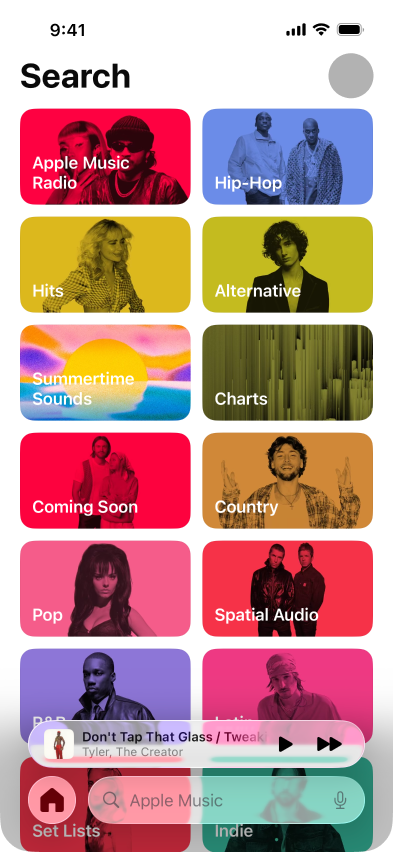 9:41
Search
Apple Music
Radio
Hip-Hop
Hits
Alternative
Summertime
Sounds
Charts
Coming Soon
Country
Pop
Spatial Audio
R&B
Latin
Don't Tap That Glass / Tweak
Tyler, The Creator
Apple Music
Set Lists
Indie